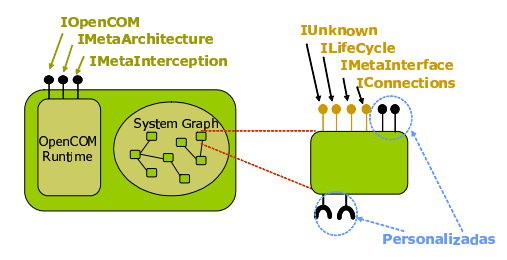 IOpenCOM
IMetaArchitecture
IMetaInterception
OpenCOM
Runtime
System Graph
IUnknown
ILifeCycle
IMetaInterface
IConnections
Personalizadas